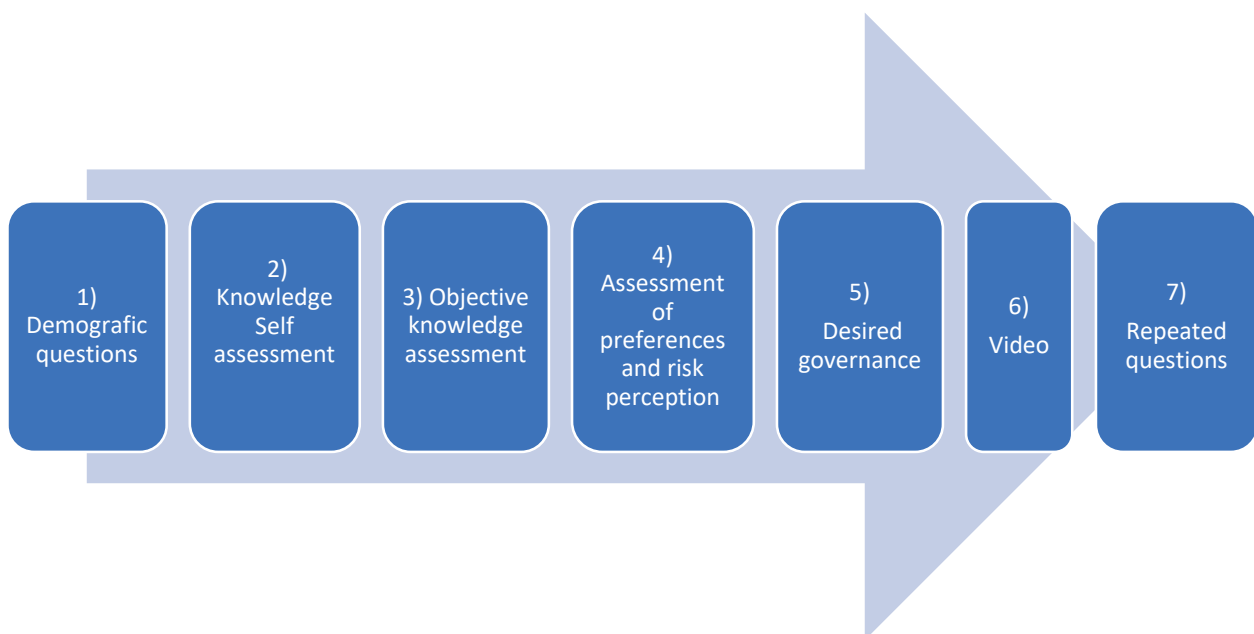 1)
Demografic
questions
2)
Knowledge
Self
assessment
3) Objective
knowledge
assessment
4)
Assessment
of
preferences
and risk
perception
5)
Desired
governance
6)
Video
7)
Repeated
questions